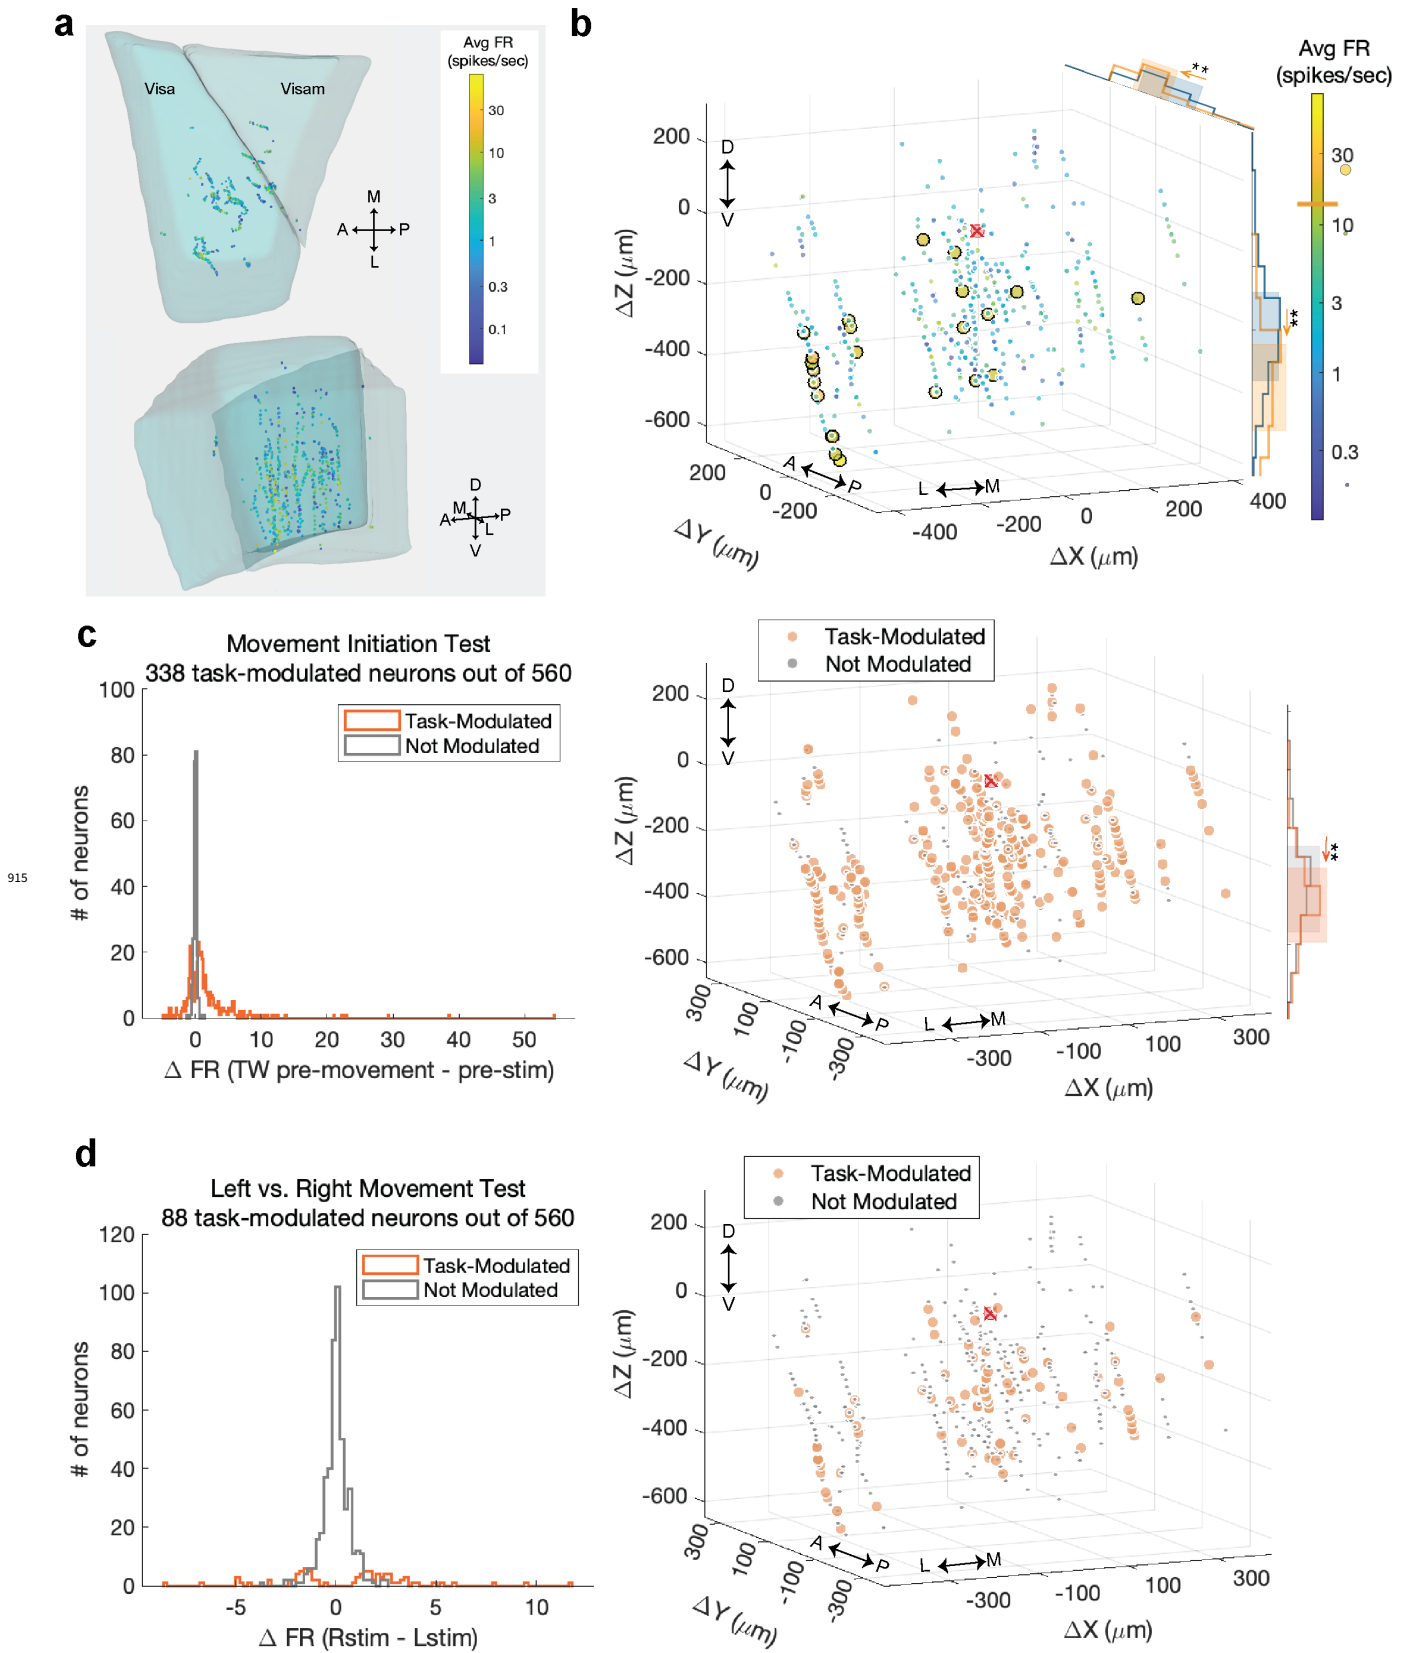 a
Visa
Visam
Avg FR
(spikes/sec)
30
10
3
1
0.3
0.1
M
A P
L
D
M
A P
L
V
b
Avg FR
(spikes/sec)
30
10
3
1
0.3
**
**
D
V
200
0
-200
-400
-600
ΔZ (μm)
A
P
L M
200
0
-200
ΔY (μm)
-400
-200
0
200
400
ΔX (μm)
c
Movement Initiation Test
338 task-modulated neurons out of 560
Task-Modulated
Not Modulated
100
80
60
40
20
0
# of neurons
0 10 20 30 40 50
Δ FR (TW pre-movement - pre-stim)
915
Task-Modulated
Not Modulated
D
V
200
0
-200
-400
-600
ΔZ (μm)
**
A
P
L M
300
100
-100
-300
ΔY (μm)
-300
-100
100
300
ΔX (μm)
d
Left vs. Right Movement Test
88 task-modulated neurons out of 560
Task-Modulated
Not Modulated
120
100
80
60
40
20
0
# of neurons
-5 0 5 10
Δ FR (Rstim - Lstim)
Task-Modulated
Not Modulated
D
V
200
0
-200
-400
-600
ΔZ (μm)
A
P
L M
300
100
-100
-300
ΔY (μm)
-300
-100
100
300
ΔX (μm)